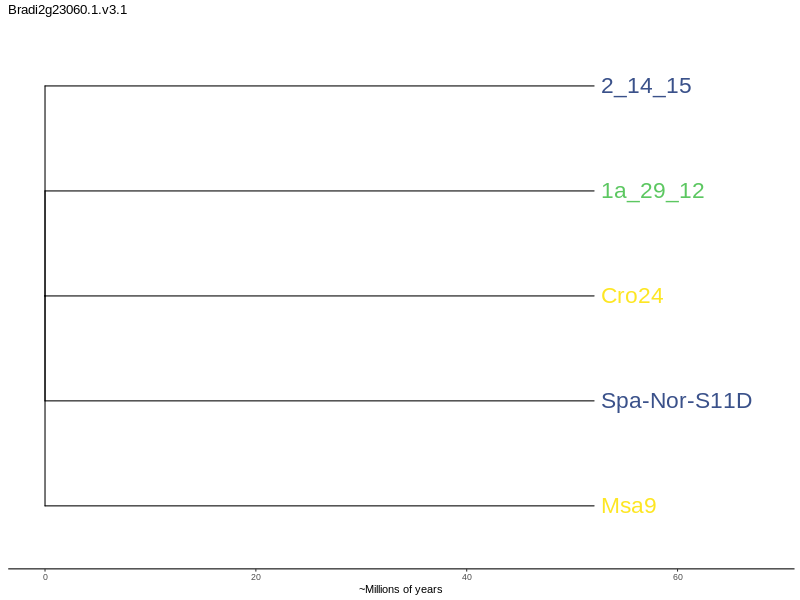 Bradi2g23060.1.v3.1
2_14_15
1a_29_12
Cro24
Spa-Nor-S11D
Msa9
0 20 40 60
~Millions of years